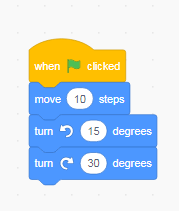 when clicked
move 10 steps
turn 15 degrees
turn 30 degrees